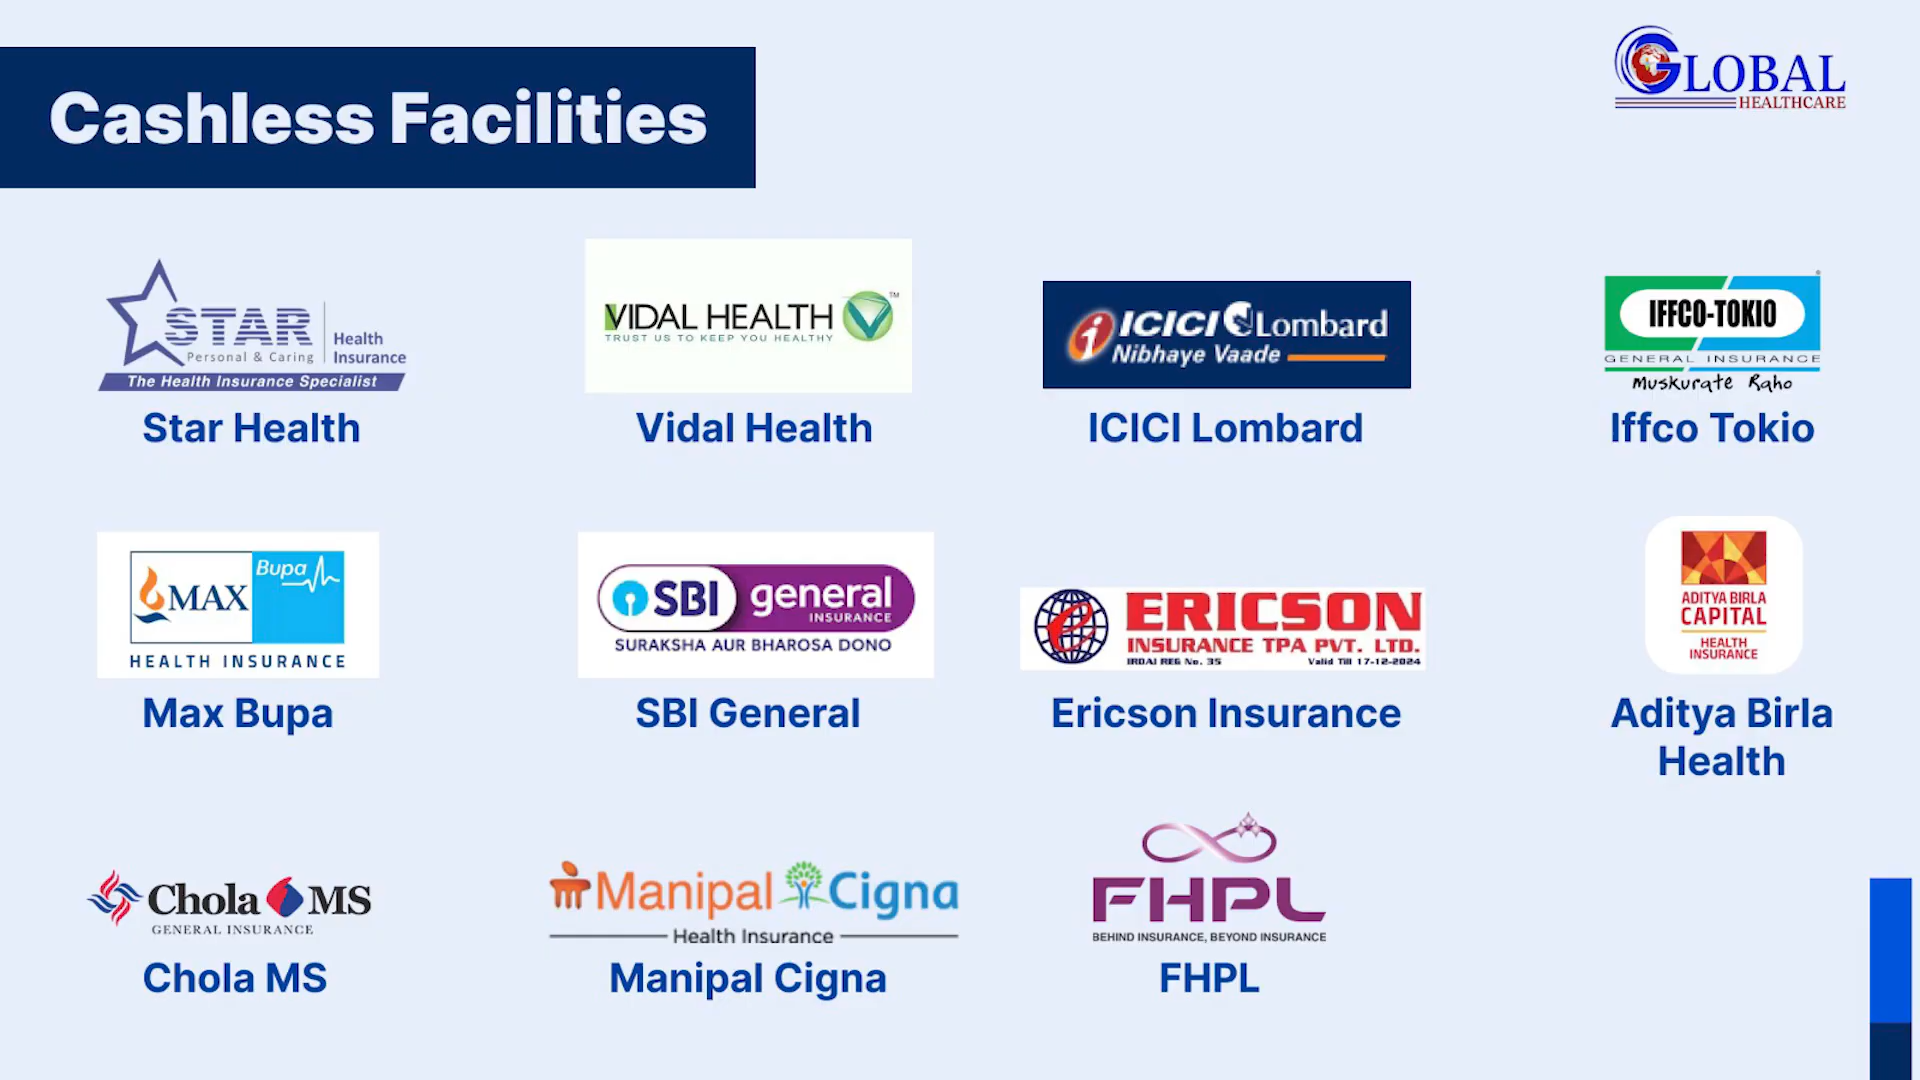 Cashless Facilities
GLOBAL
HEALTHCARE
STAR
Personal & Caring
Health
Insurance
The Health Insurance Specialist
Star Health
VIDAL HEALTH
TM
TRUST US TO KEEP YOU HEALTHY
Vidal Health
ICICI Lombard
Nibhaye Vaade
ICICI Lombard
IFFCO-TOKIO
GENERAL INSURANCE
Muskurate Raho
Iffco Tokio
MAX
Bupa
HEALTH INSURANCE
Max Bupa
SBI general
INSURANCE
SURAKSHA AUR BHAROSA DONO
SBI General
ERICSON
INSURANCE TPA PVT. LTD.
IRDAI REG No. 35 Valid Till 17-12-2024
Ericson Insurance
ADITYA BIRLA
CAPITAL
HEALTH
INSURANCE
Aditya Birla
Health
Chola MS
GENERAL INSURANCE
Chola MS
Manipal Cigna
Health Insurance
Manipal Cigna
FHPL
BEHIND INSURANCE, BEYOND INSURANCE
FHPL